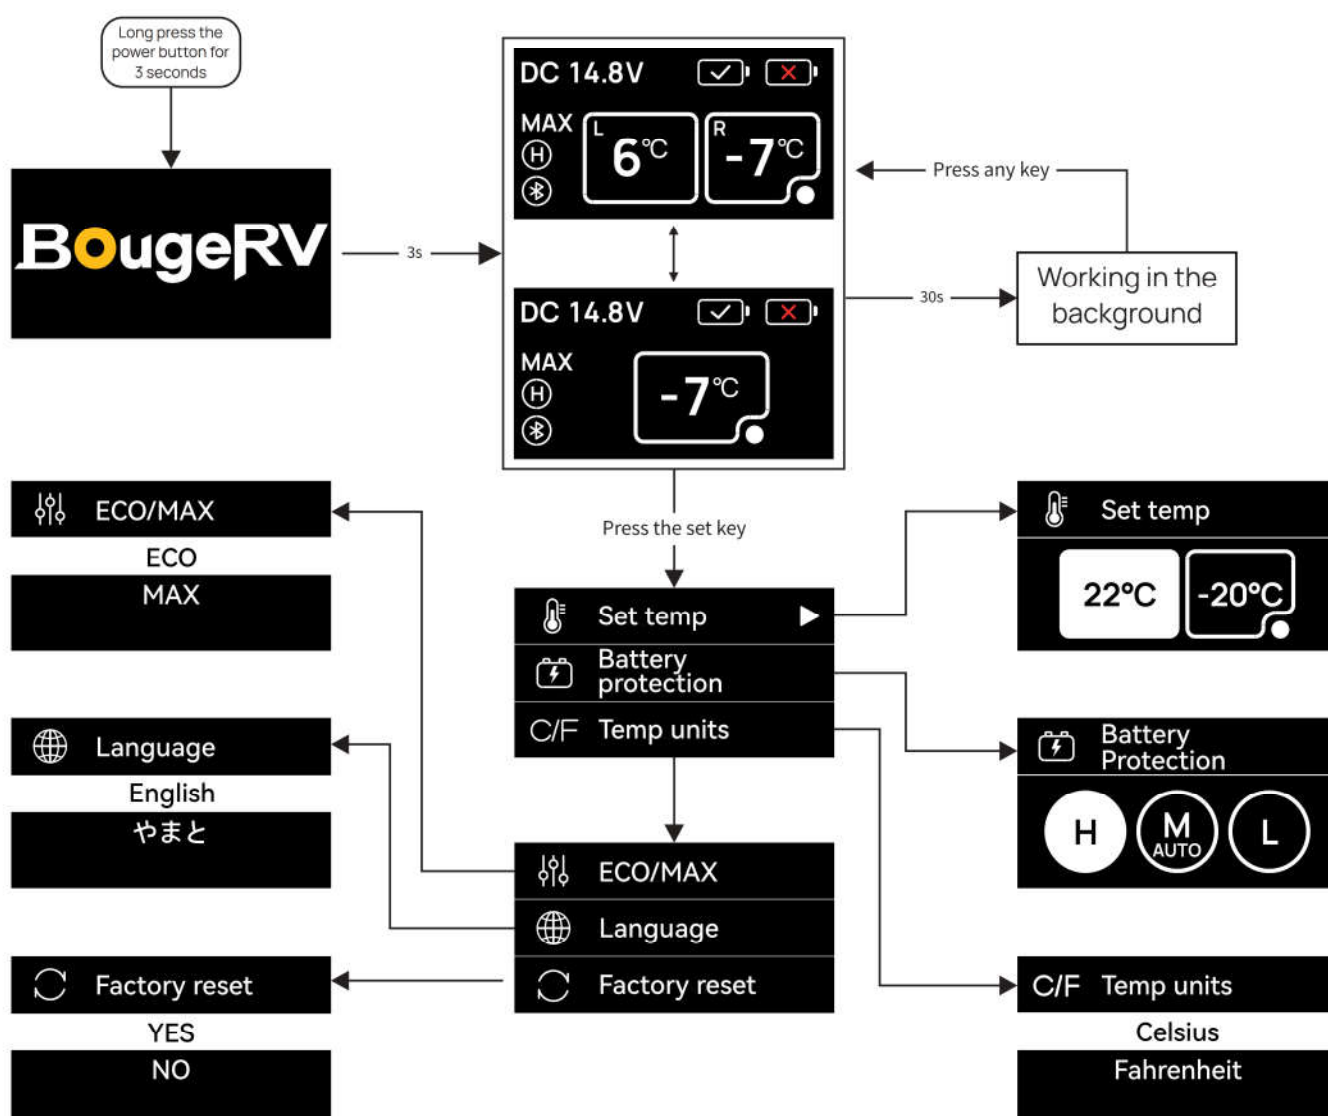 Long press the
power button for
3 seconds
BougeRV
3s
DC 14.8V
MAX
H
L
6°C
R
-7°C
DC 14.8V
MAX
H
-7°C
Press any key
30s
Working in the
background
Press the set key
ECO/MAX
ECO
MAX
Language
English
やまと
Factory reset
YES
NO
Set temp
Battery
protection
C/F Temp units
ECO/MAX
Language
Factory reset
Set temp
22°C
-20°C
Battery
Protection
H
M
AUTO
L
C/F Temp units
Celsius
Fahrenheit